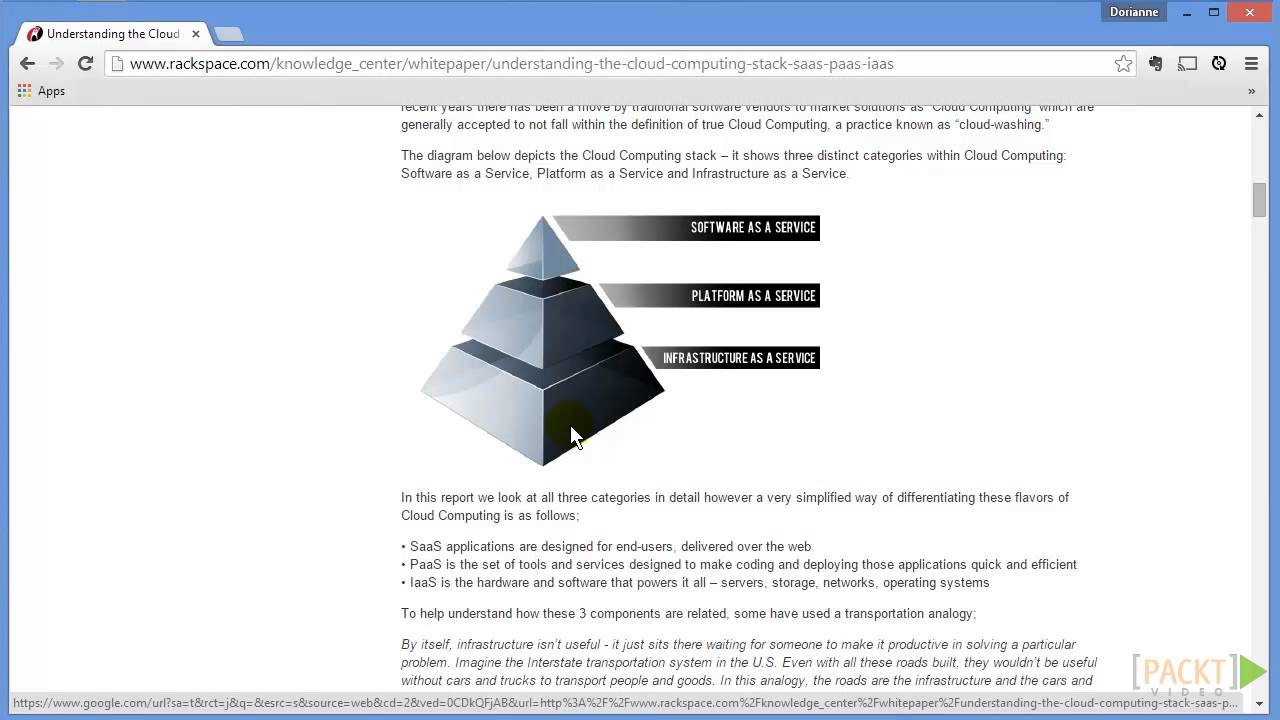 Dorianne
Understanding the Cloud
www.rackspace.com/knowledge_center/whitepaper/understanding-the-cloud-computing-stack-saas-paas-iaas
Apps
»
recent years there has been a move by traditional software vendors to market solutions as “Cloud Computing” which are
generally accepted to not fall within the definition of true Cloud Computing, a practice known as “cloud-washing.”
The diagram below depicts the Cloud Computing stack – it shows three distinct categories within Cloud Computing:
Software as a Service, Platform as a Service and Infrastructure as a Service.
SOFTWARE AS A SERVICE
PLATFORM AS A SERVICE
INFRASTRUCTURE AS A SERVICE
In this report we look at all three categories in detail however a very simplified way of differentiating these flavors of
Cloud Computing is as follows;
• SaaS applications are designed for end-users, delivered over the web
• PaaS is the set of tools and services designed to make coding and deploying those applications quick and efficient
• IaaS is the hardware and software that powers it all – servers, storage, networks, operating systems
To help understand how these 3 components are related, some have used a transportation analogy;
By itself, infrastructure isn’t useful - it just sits there waiting for someone to make it productive in solving a particular
problem. Imagine the Interstate transportation system in the U.S. Even with all these roads built, they wouldn’t be useful
without cars and trucks to transport people and goods. In this analogy, the roads are the infrastructure and the cars and
[PACKT]
VIDEO
https://www.google.com/url?sa=t&rct=j&q=&esrc=s&source=web&cd=2&ved=0CDkQFjAB&url=http%3A%2F%2Fwww.rackspace.com%2Fknowledge_center%2Fwhitepaper%2Funderstanding-the-cloud-computing-stack-saas-p...